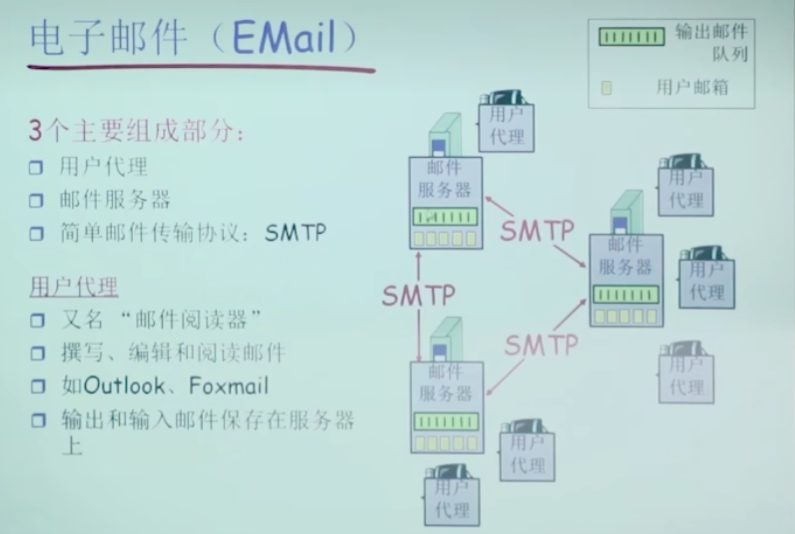 电子邮件（EMail）
3个主要组成部分：
用户代理
邮件服务器
简单邮件传输协议：SMTP
用户代理
又名 “邮件阅读器”
撰写、编辑和阅读邮件
如Outlook、Foxmail
输出和输入邮件保存在服务器
上
输出邮件
队列
用户邮箱
用户
代理
邮件
服务器
用户
代理
SMTP
邮件
服务器
用户
代理
SMTP
SMTP
邮件
服务器
用户
代理
用户
代理
用户
代理